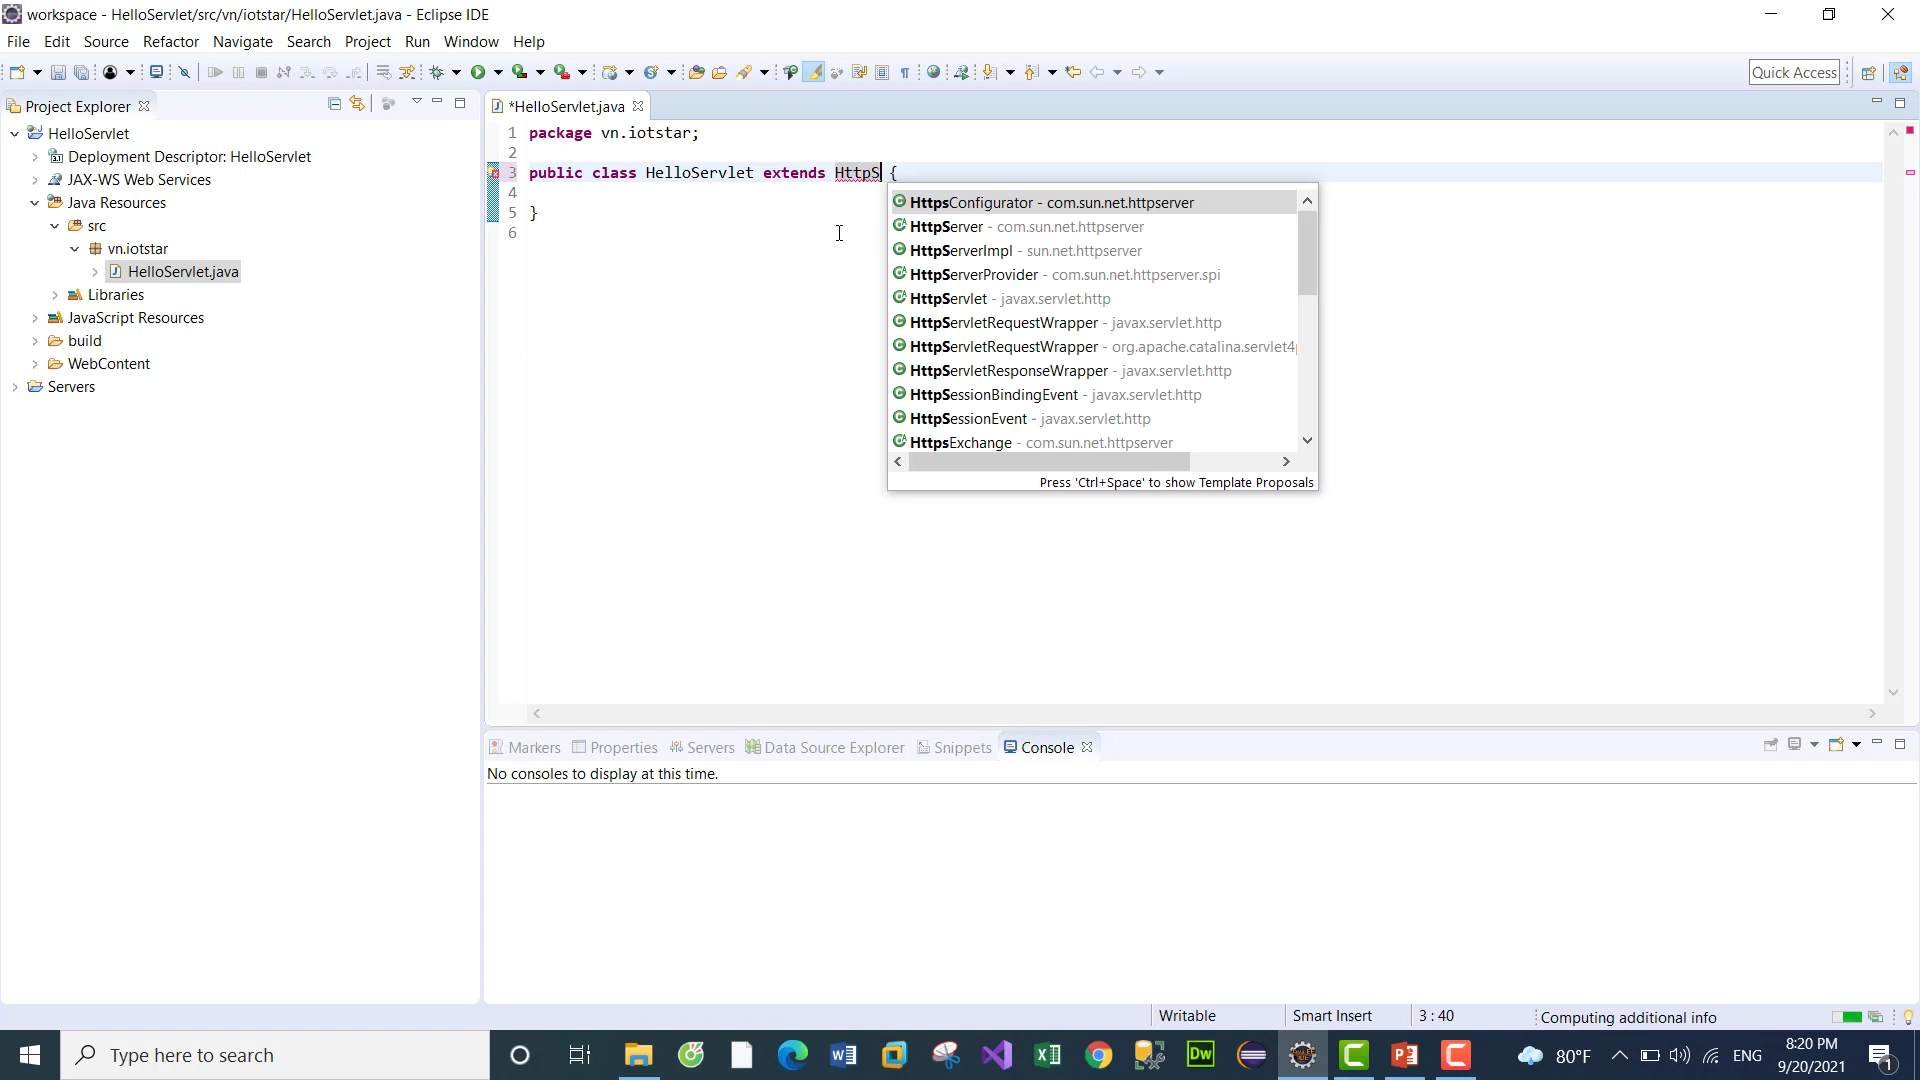 workspace - HelloServlet/src/vn/iotstar/HelloServlet.java - Eclipse IDE
File Edit Source Refactor Navigate Search Project Run Window Help
Quick Access
Project Explorer
*HelloServlet.java
HelloServlet
Deployment Descriptor: HelloServlet
JAX-WS Web Services
Java Resources
src
vn.iotstar
HelloServlet.java
Libraries
JavaScript Resources
build
WebContent
Servers
1 package vn.iotstar;
2
3 public class HelloServlet extends HttpS {
4
5 }
6
HttpsConfigurator - com.sun.net.httpserver
HttpServer - com.sun.net.httpserver
HttpServerImpl - sun.net.httpserver
HttpServerProvider - com.sun.net.httpserver.spi
HttpServlet - javax.servlet.http
HttpServletRequestWrapper - javax.servlet.http
HttpServletRequestWrapper - org.apache.catalina.servlet4
HttpServletResponseWrapper - javax.servlet.http
HttpSessionBindingEvent - javax.servlet.http
HttpSessionEvent - javax.servlet.http
HttpsExchange - com.sun.net.httpserver
Press 'Ctrl+Space' to show Template Proposals
Markers Properties Servers Data Source Explorer Snippets Console
No consoles to display at this time.
Writable Smart Insert 3 : 40 Computing additional info
Type here to search
Dw
80°F ENG
8:20 PM
9/20/2021
1